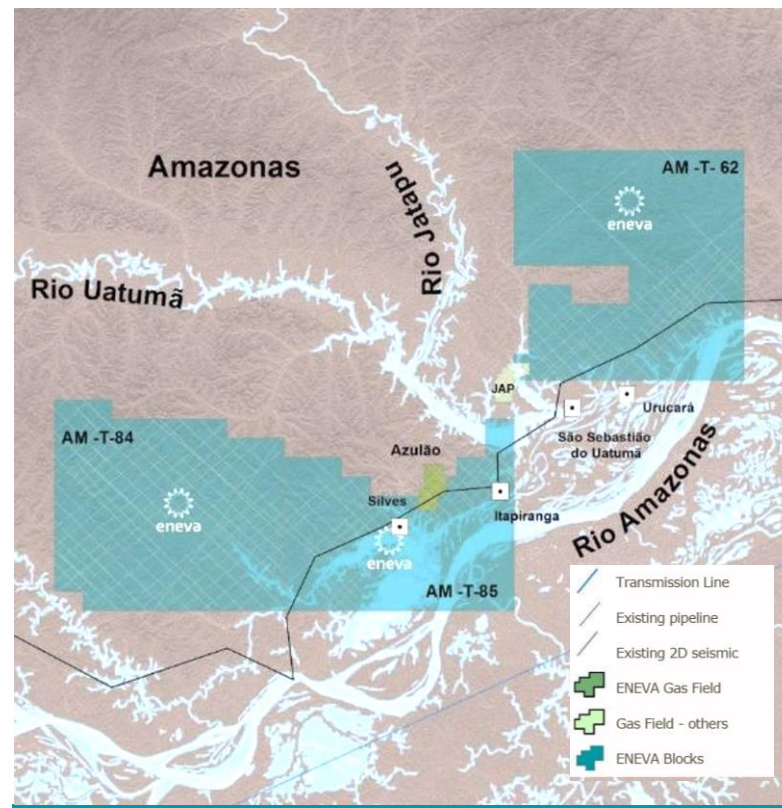 AM -T- 62
Amazonas
eneva
Rio Jatapu
Rio Uatumã
JAP
Urucará
São Sebastião
do Uatumã
AM -T-84
Azulão
Rio Amazonas
Silves
Itapiranga
eneva
eneva
AM -T-85
Transmission Line
Existing pipeline
Existing 2D seismic
ENEVA Gas Field
Gas Field - others
ENEVA Blocks